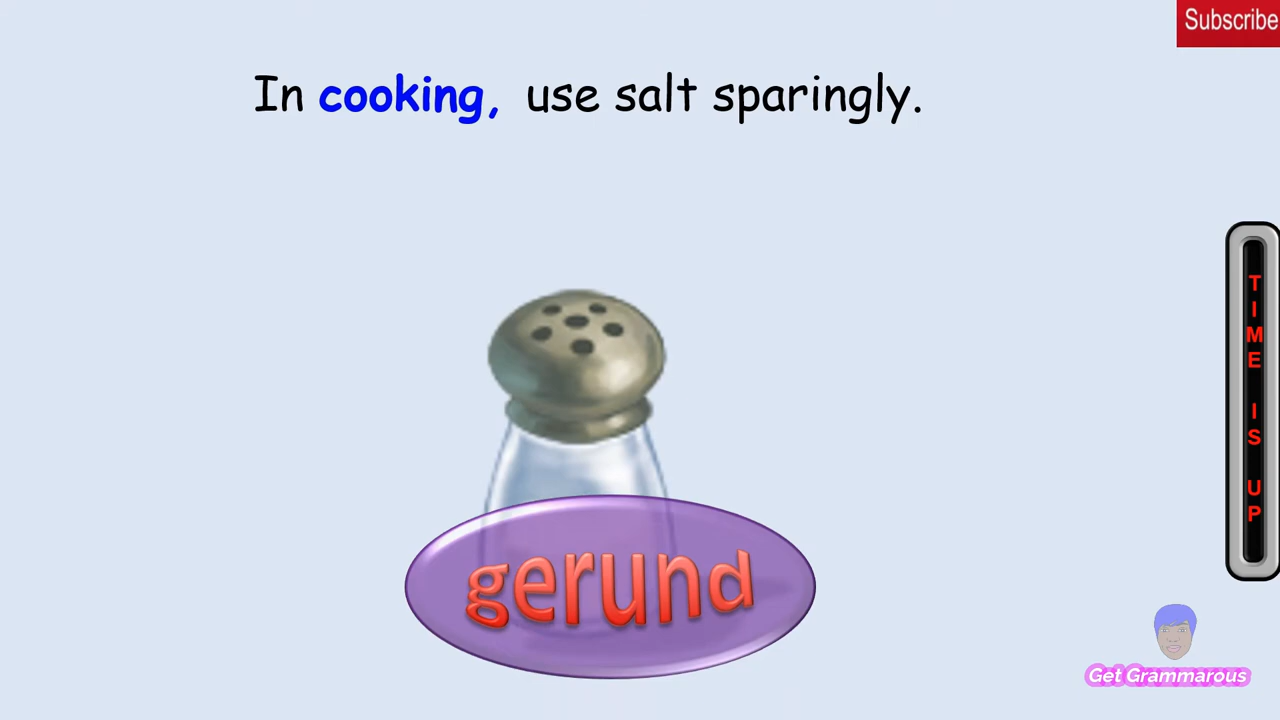 Subscribe
In cooking, use salt sparingly.
TIME IS UP
gerund
Get Grammarous